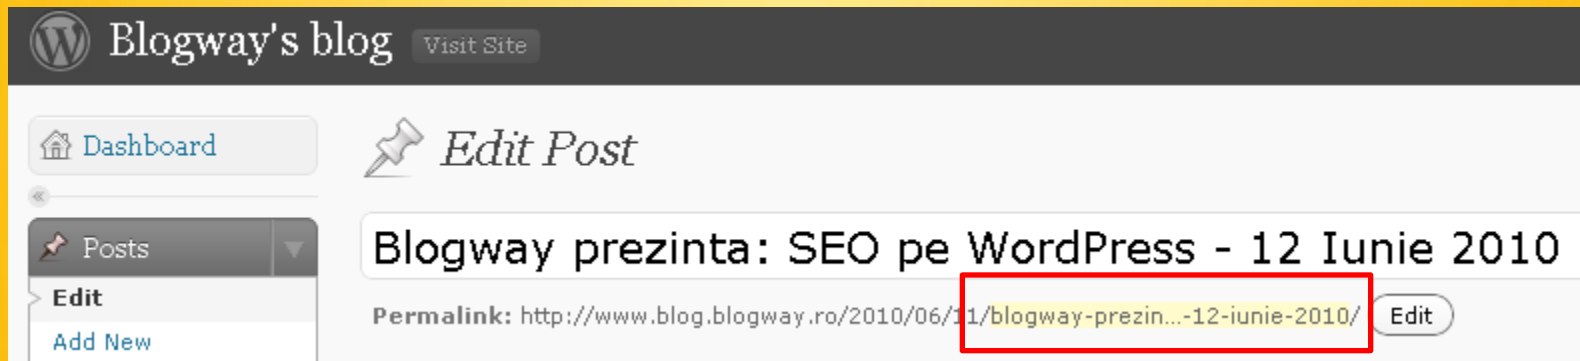 Blogway's blog Visit Site
Dashboard
Edit Post
Posts
Blogway prezinta: SEO pe WordPress - 12 Iunie 2010
Edit
Permalink: http://www.blog.blogway.ro/2010/06/11/blogway-prezin...-12-iunie-2010/ Edit
Add New